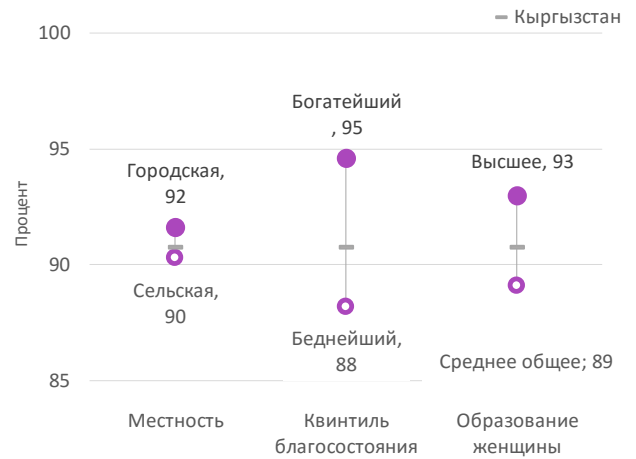 Кыргызстан
100
95
90
85
Процент
Городская,
92
Сельская,
90
Богатейший
, 95
Беднейший,
88
Высшее, 93
Среднее общее; 89
Местность
Квинтиль
благосостояния
Образование
женщины